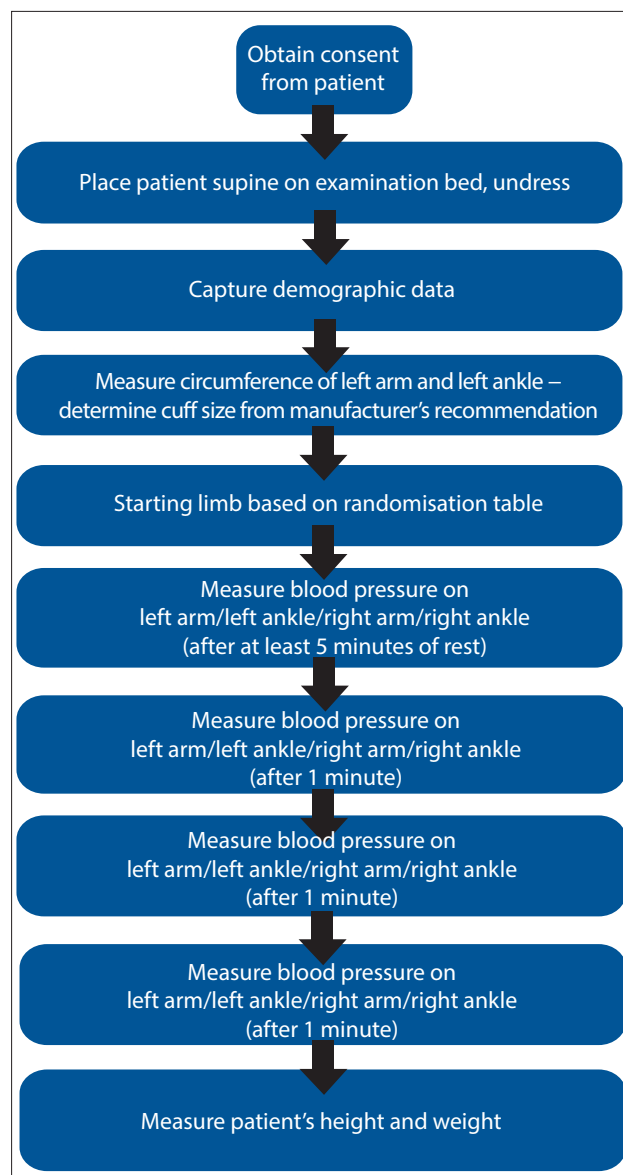 Obtain consent
from patient
Place patient supine on examination bed, undress
Capture demographic data
Measure circumference of left arm and left ankle –
determine cuff size from manufacturer’s recommendation
Starting limb based on randomisation table
Measure blood pressure on
left arm/left ankle/right arm/right ankle
(after at least 5 minutes of rest)
Measure blood pressure on
left arm/left ankle/right arm/right ankle
(after 1 minute)
Measure blood pressure on
left arm/left ankle/right arm/right ankle
(after 1 minute)
Measure blood pressure on
left arm/left ankle/right arm/right ankle
(after 1 minute)
Measure patient’s height and weight